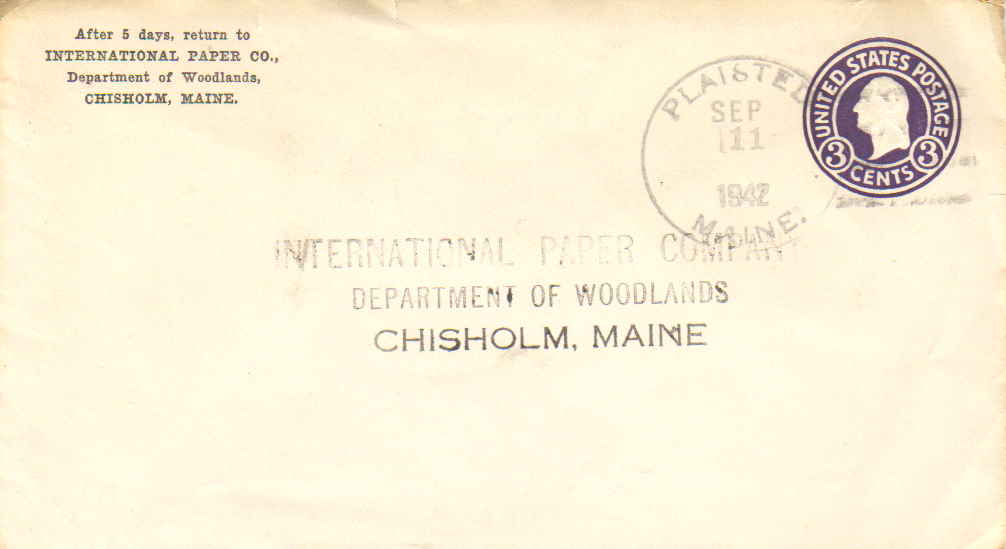 After 5 days, return to
INTERNATIONAL PAPER CO.,
Department of Woodlands,
CHISHOLM, MAINE.
PLAISTED
SEP
11
1942
MAINE.
UNITED STATES POSTAGE
3 CENTS 3
INTERNATIONAL PAPER COMPANY
DEPARTMENT OF WOODLANDS
CHISHOLM, MAINE